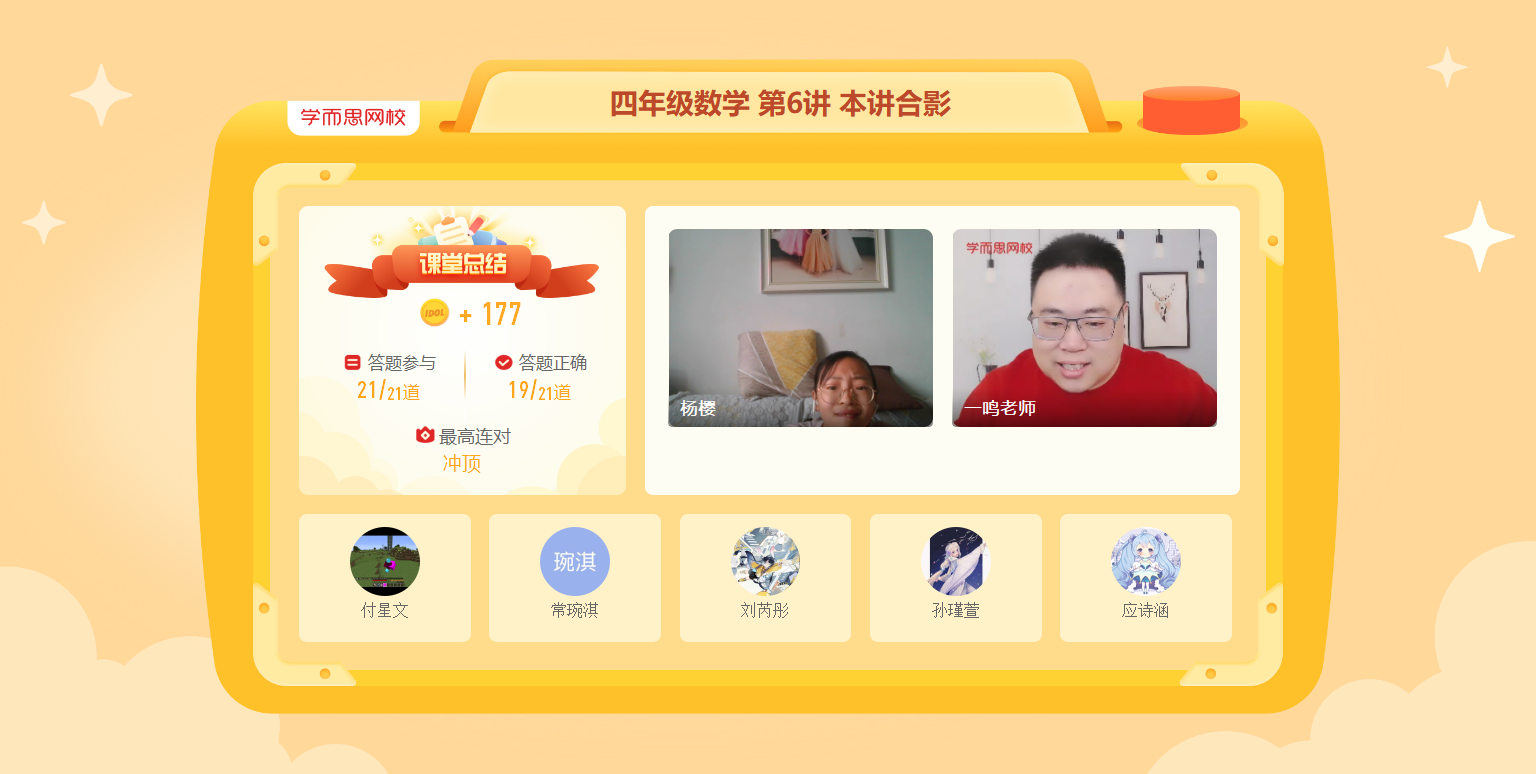 学而思网校
四年级数学 第6讲 本讲合影
课堂总结
IDOL + 177
答题参与
21/21道
答题正确
19/21道
最高连对
冲顶
杨樱
学而思网校
一鸣老师
付星文
琬淇
常琬淇
刘芮彤
孙瑾萱
应诗涵